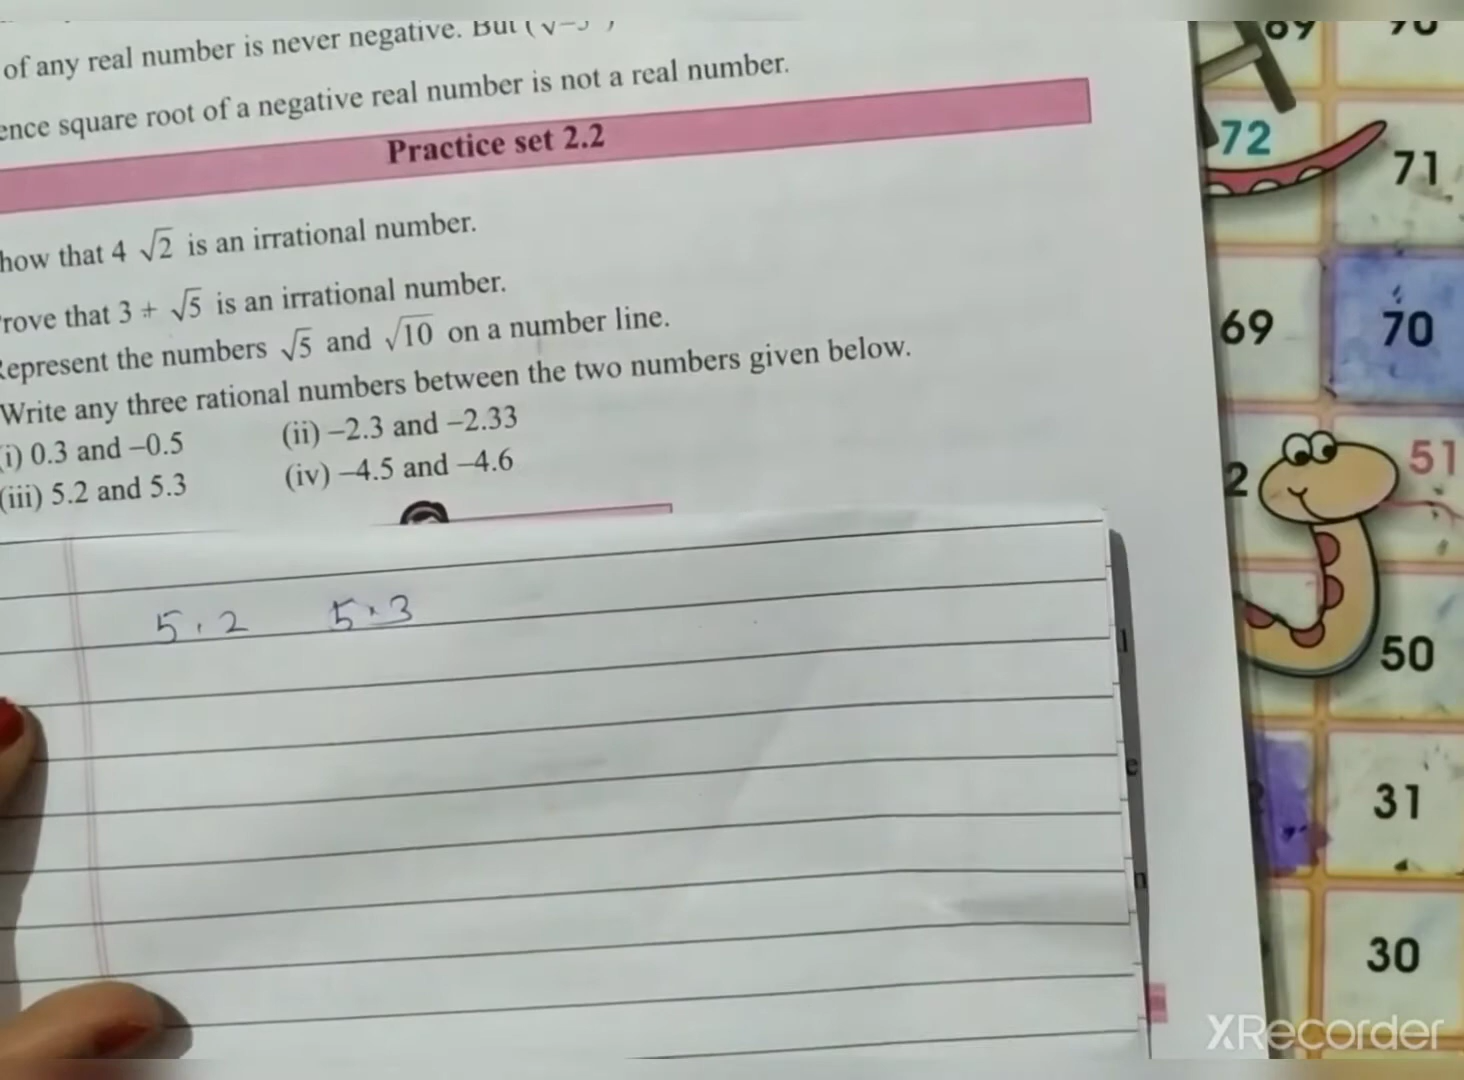 of any real number is never negative. But (√−5 )
ence square root of a negative real number is not a real number.
Practice set 2.2
how that 4 √2 is an irrational number.
rove that 3 + √5 is an irrational number.
Represent the numbers √5 and √10 on a number line.
Write any three rational numbers between the two numbers given below.
(i) 0.3 and –0.5 (ii) –2.3 and –2.33
(iii) 5.2 and 5.3 (iv) –4.5 and –4.6
5.2 5.3
72 71
69 70
2 51
50
31
30
XRecorder